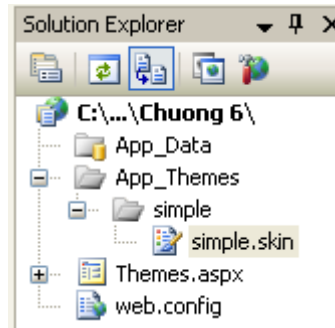 Solution Explorer
C:\...\Chuong 6\
App_Data
App_Themes
simple
simple.skin
Themes.aspx
web.config